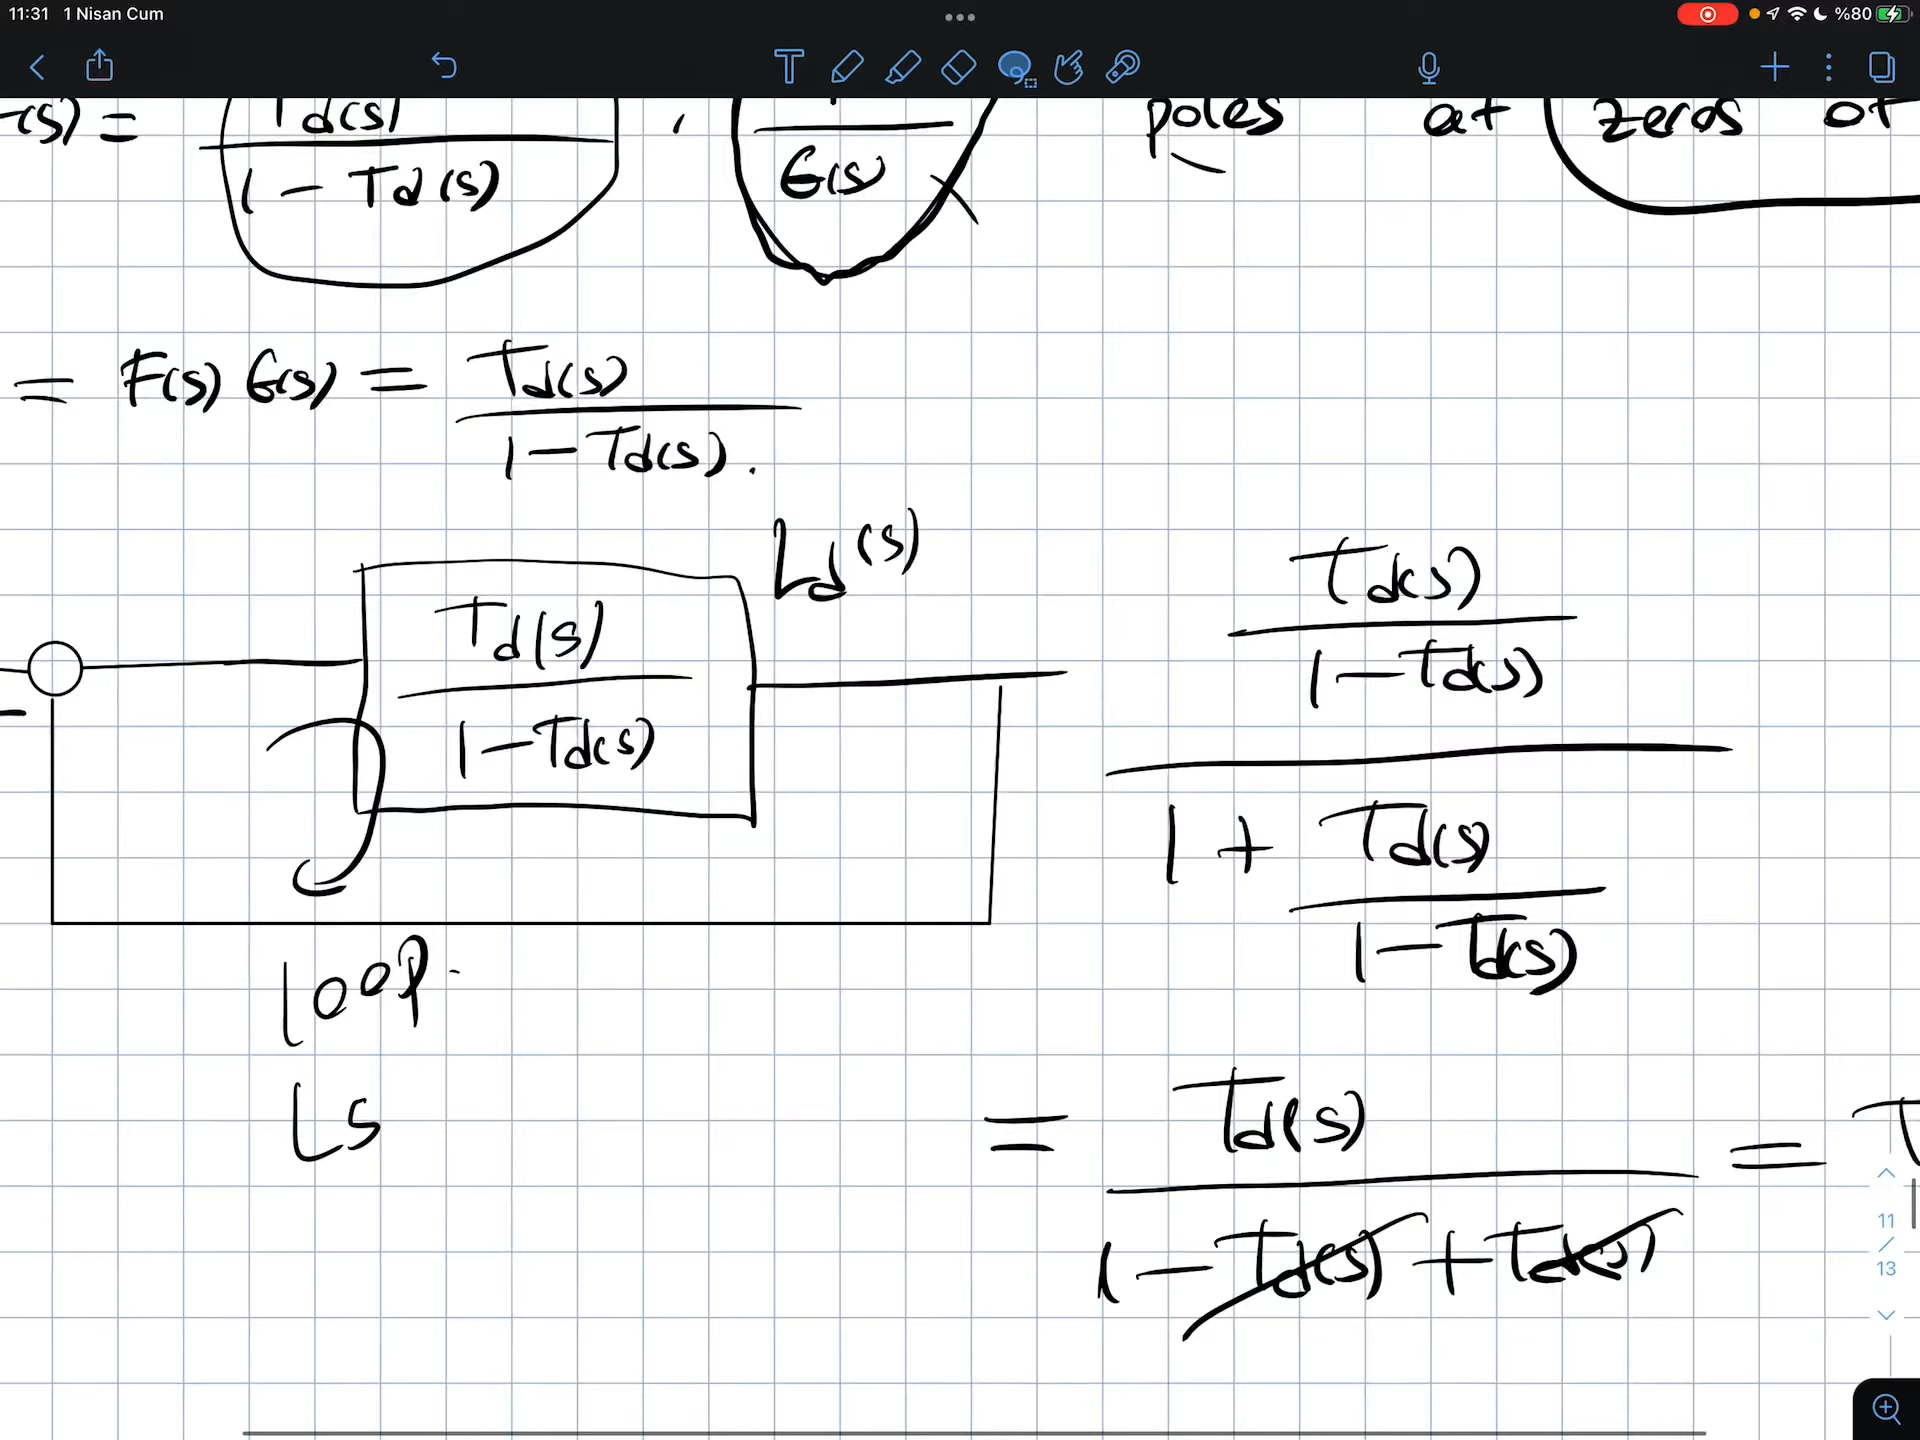 11:31 1 Nisan Cum
%80
(s) = Td(s) / 1 - Td(s) . 1 / G(s) poles at zeros of
= F(s) G(s) = Td(s) / 1 - Td(s) .
Ld(s)
Td(s) / 1 - Td(s)
-
loop.
Ls
Td(s) / 1 - Td(s)
1 + Td(s) / 1 - Td(s)
= Td(s) / 1 - Td(s) + Td(s) = T
11 / 13